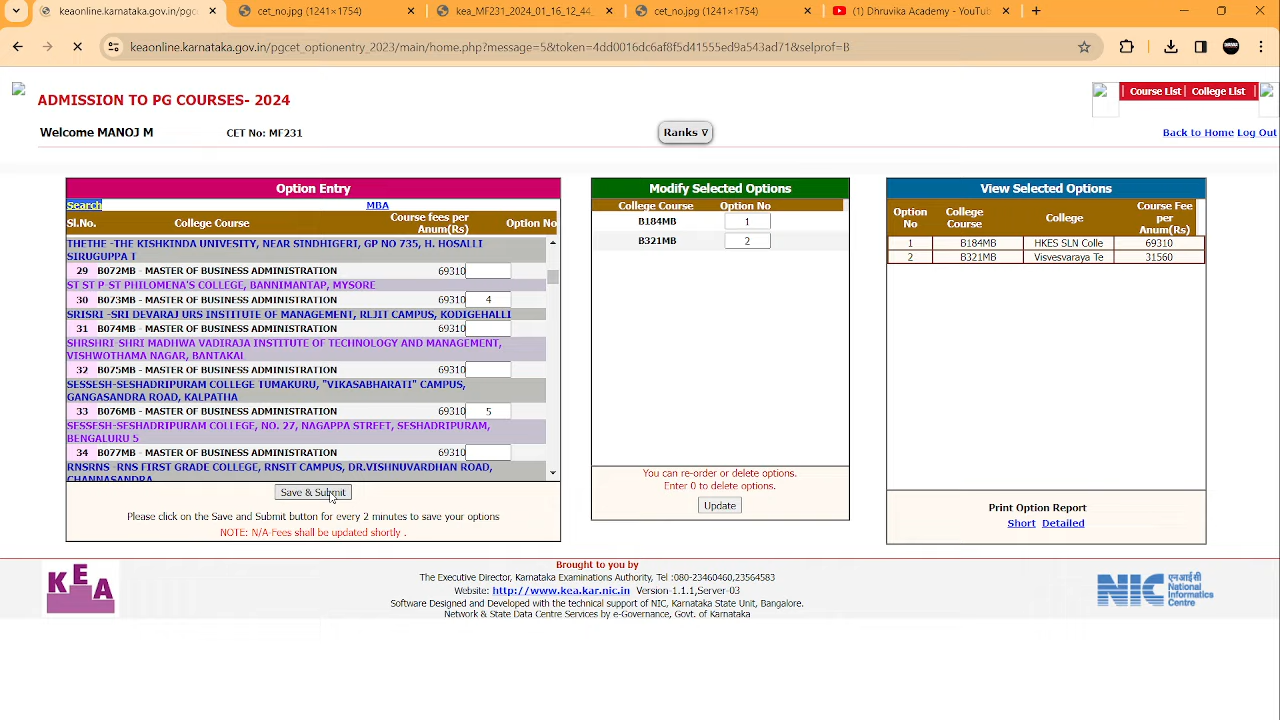 keaonline.karnataka.gov.in/pgc
cet_no.jpg (1241×1754)
kea_MF231_2024_01_16_12_44_
cet_no.jpg (1241×1754)
(1) Dhruvika Academy - YouTube
keaonline.karnataka.gov.in/pgcet_optionentry_2023/main/home.php?message=5&token=4dd0016dc6af8f5d41555ed9a543ad71&selprof=B
ADMISSION TO PG COURSES- 2024
| Course List | College List |
Welcome MANOJ M
CET No: MF231
Ranks ∇
Back to Home Log Out
Option Entry
Search
MBA
Sl.No. College Course Course fees per Anum(Rs) Option No
THETHE -THE KISHKINDA UNIVESITY, NEAR SINDHIGERI, GP NO 735, H. HOSALLI
SIRUGUPPA T
29 B072MB - MASTER OF BUSINESS ADMINISTRATION 69310
ST ST P-ST PHILOMENA'S COLLEGE, BANNIMANTAP, MYSORE
30 B073MB - MASTER OF BUSINESS ADMINISTRATION 69310 4
SRISRI -SRI DEVARAJ URS INSTITUTE OF MANAGEMENT, RLJIT CAMPUS, KODIGEHALLI
31 B074MB - MASTER OF BUSINESS ADMINISTRATION 69310
SHRSHRI-SHRI MADHWA VADIRAJA INSTITUTE OF TECHNOLOGY AND MANAGEMENT,
VISHWOTHAMA NAGAR, BANTAKAL
32 B075MB - MASTER OF BUSINESS ADMINISTRATION 69310
SESSESH-SESHADRIPURAM COLLEGE TUMAKURU, "VIKASABHARATI" CAMPUS,
GANGASANDRA ROAD, KALPATHA
33 B076MB - MASTER OF BUSINESS ADMINISTRATION 69310 5
SESSESH-SESHADRIPURAM COLLEGE, NO. 27, NAGAPPA STREET, SESHADRIPURAM,
BENGALURU 5
34 B077MB - MASTER OF BUSINESS ADMINISTRATION 69310
RNSRNS -RNS FIRST GRADE COLLEGE, RNSIT CAMPUS, DR.VISHNUVARDHAN ROAD,
CHANNASANDRA
Save & Submit
Please click on the Save and Submit button for every 2 minutes to save your options
NOTE: N/A-Fees shall be updated shortly .
Modify Selected Options
College Course Option No
B184MB 1
B321MB 2
You can re-order or delete options.
Enter 0 to delete options.
Update
View Selected Options
Option No College Course College Course Fee per Anum(Rs)
1 B184MB HKES SLN Colle 69310
2 B321MB Visvesvaraya Te 31560
Print Option Report
Short Detailed
KEA
Brought to you by
The Executive Director, Karnataka Examinations Authority, Tel :080-23460460,23564583
Website: http://www.kea.kar.nic.in Version-1.1.1,Server-03
Software Designed and Developed with the technical support of NIC, Karnataka State Unit, Bangalore.
Network & State Data Centre Services by e-Governance, Govt. of Karnataka
NIC एनआईसी
National
Informatics
Centre